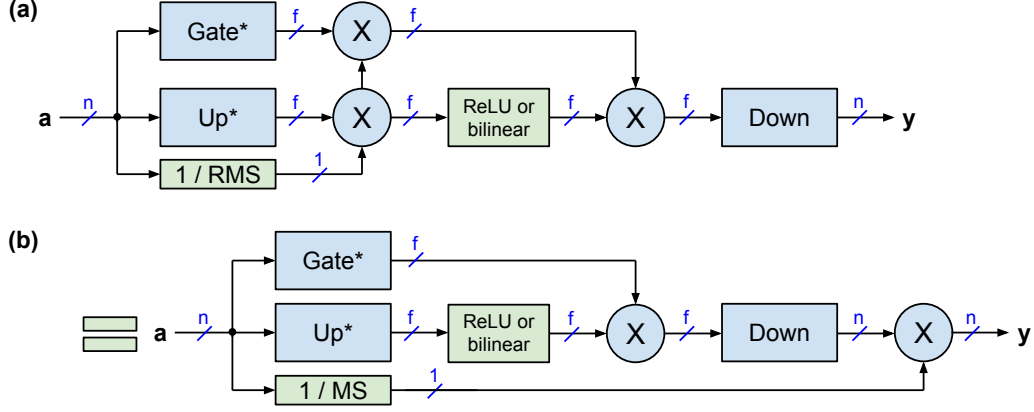 (a)
f f
Gate* X
n f f f f n
a Up* X ReLU or bilinear X Down y
1
1 / RMS
(b)
f
Gate*
n f f f n n
a Up* ReLU or bilinear X Down X y
1
1 / MS